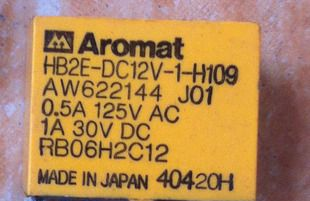 Aromat
HB2E-DC12V-1-H109
AW622144 J01
0.5A 125V AC
1A 30V DC
RB06H2C12
MADE IN JAPAN 40420H